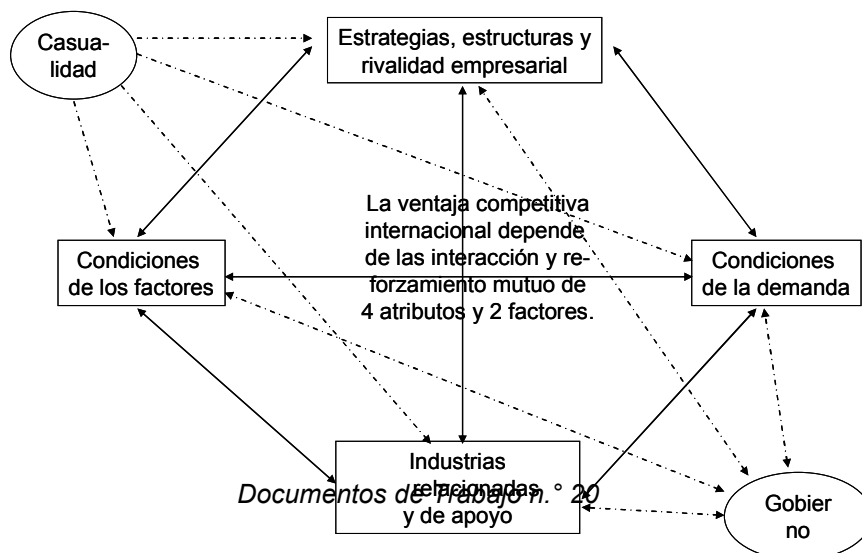 Casua-
lidad
Estrategias, estructuras y
rivalidad empresarial
La ventaja competitiva
internacional depende
de las interacción y re-
forzamiento mutuo de
4 atributos y 2 factores.
Condiciones
de los factores
Condiciones
de la demanda
Industrias
relacionadas
y de apoyo
Documentos de Trabajo n.° 20
Gobier
no